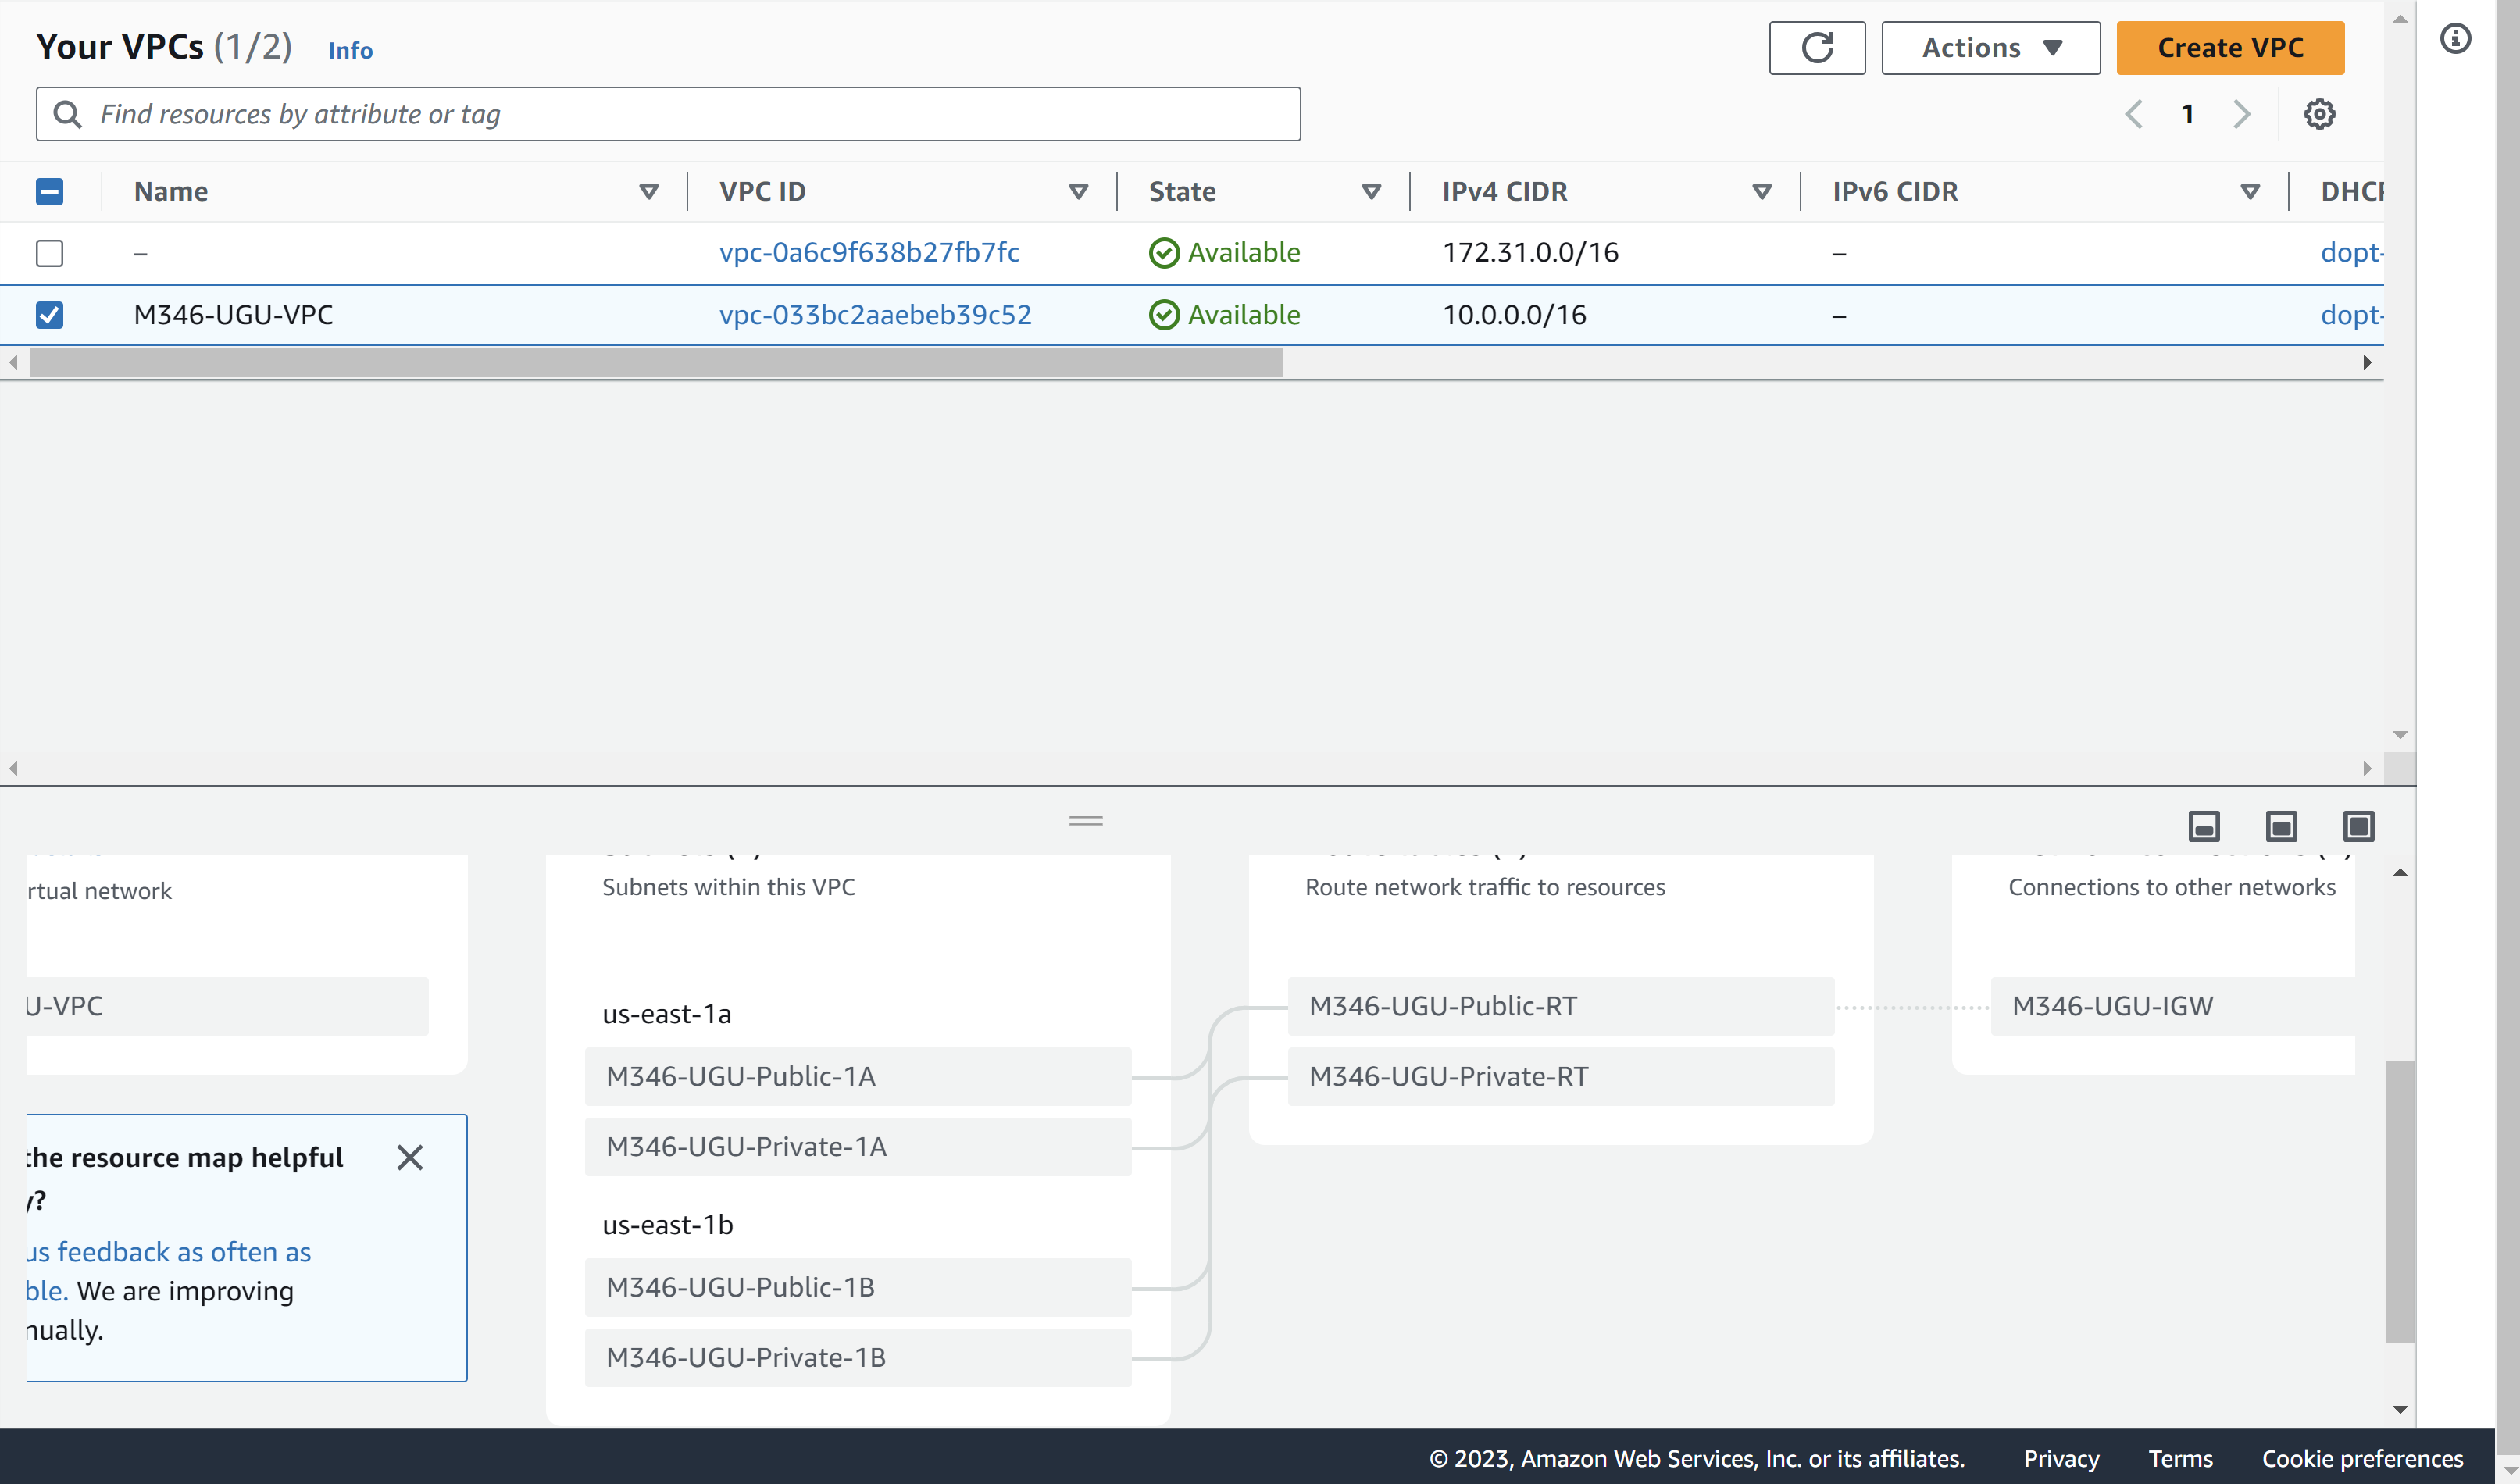 Your VPCs (1/2) Info
Actions Create VPC
Find resources by attribute or tag
1
Name VPC ID State IPv4 CIDR IPv6 CIDR
– vpc-0a6c9f638b27fb7fc Available 172.31.0.0/16 – dopt-
M346-UGU-VPC vpc-033bc2aaebeb39c52 Available 10.0.0.0/16 – dopt-
rtual network
U-VPC
the resource map helpful
y?
us feedback as often as
ble. We are improving
nually.
Subnets within this VPC
us-east-1a
M346-UGU-Public-1A
M346-UGU-Private-1A
us-east-1b
M346-UGU-Public-1B
M346-UGU-Private-1B
Route network traffic to resources
M346-UGU-Public-RT
M346-UGU-Private-RT
Connections to other networks
M346-UGU-IGW
© 2023, Amazon Web Services, Inc. or its affiliates. Privacy Terms Cookie preferences